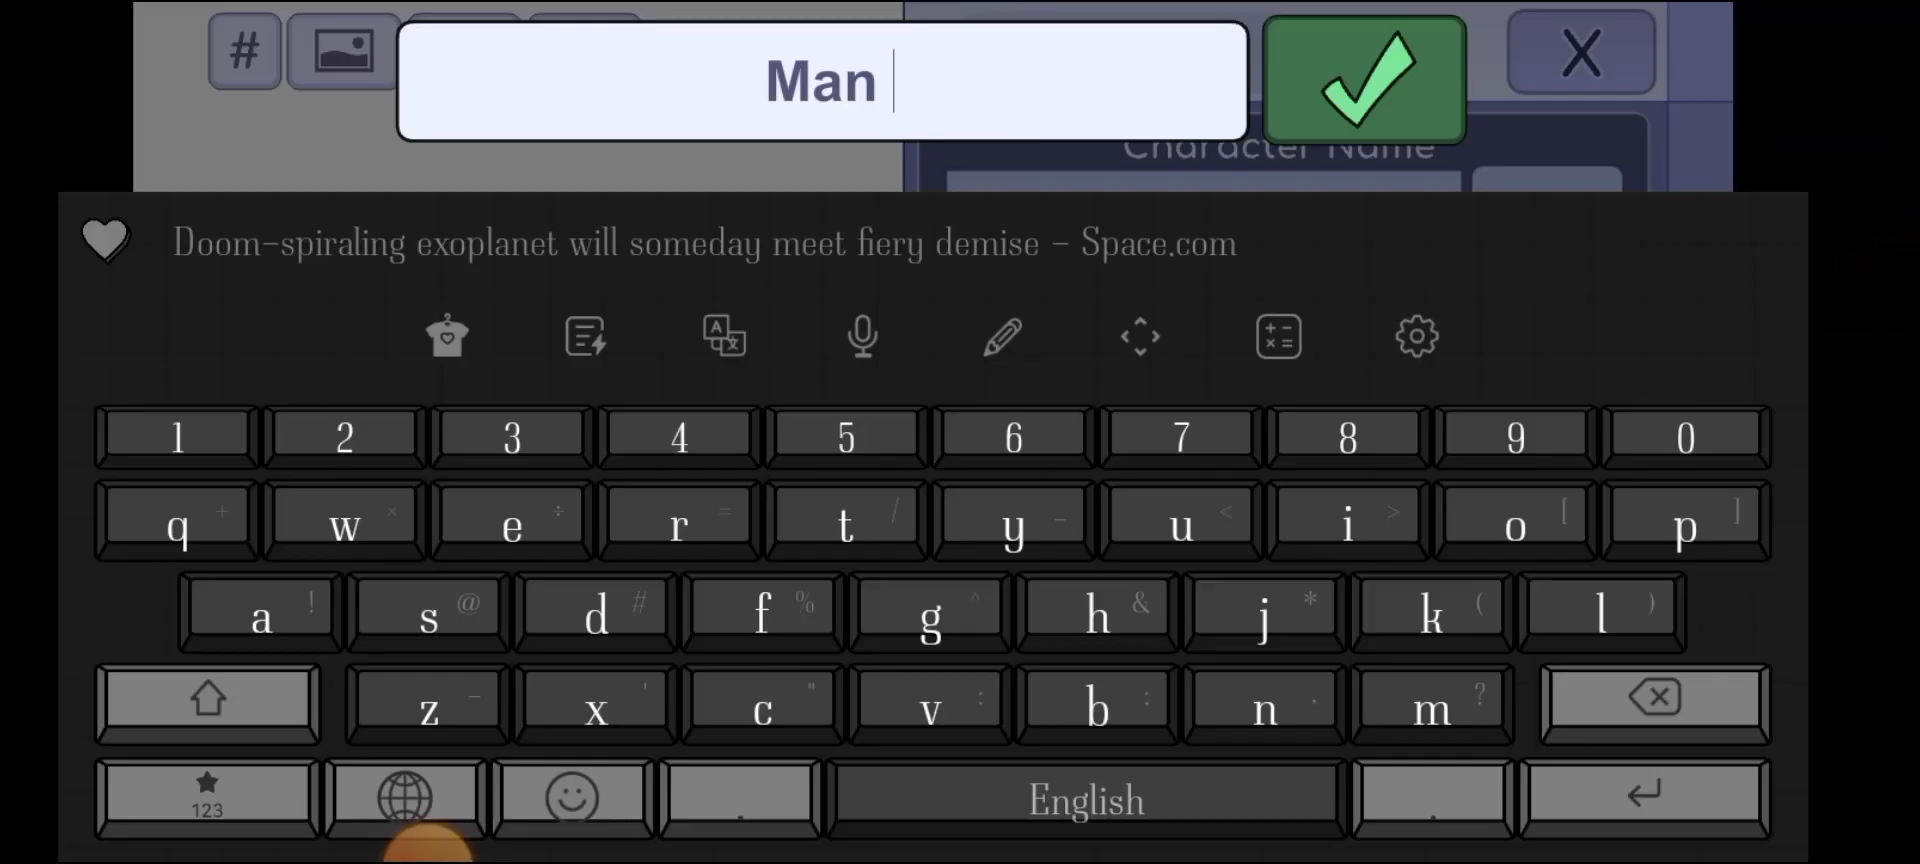 #
Man
X
Character Name
Doom-spiraling exoplanet will someday meet fiery demise - Space.com
1 2 3 4 5 6 7 8 9 0
q + w × e ÷ r = t / y _ u < i > o [ p ]
a ! s @ d # f % g ^ h & j * k ( l )
z - x ' c " v : b ; n , m ?
123 . English .